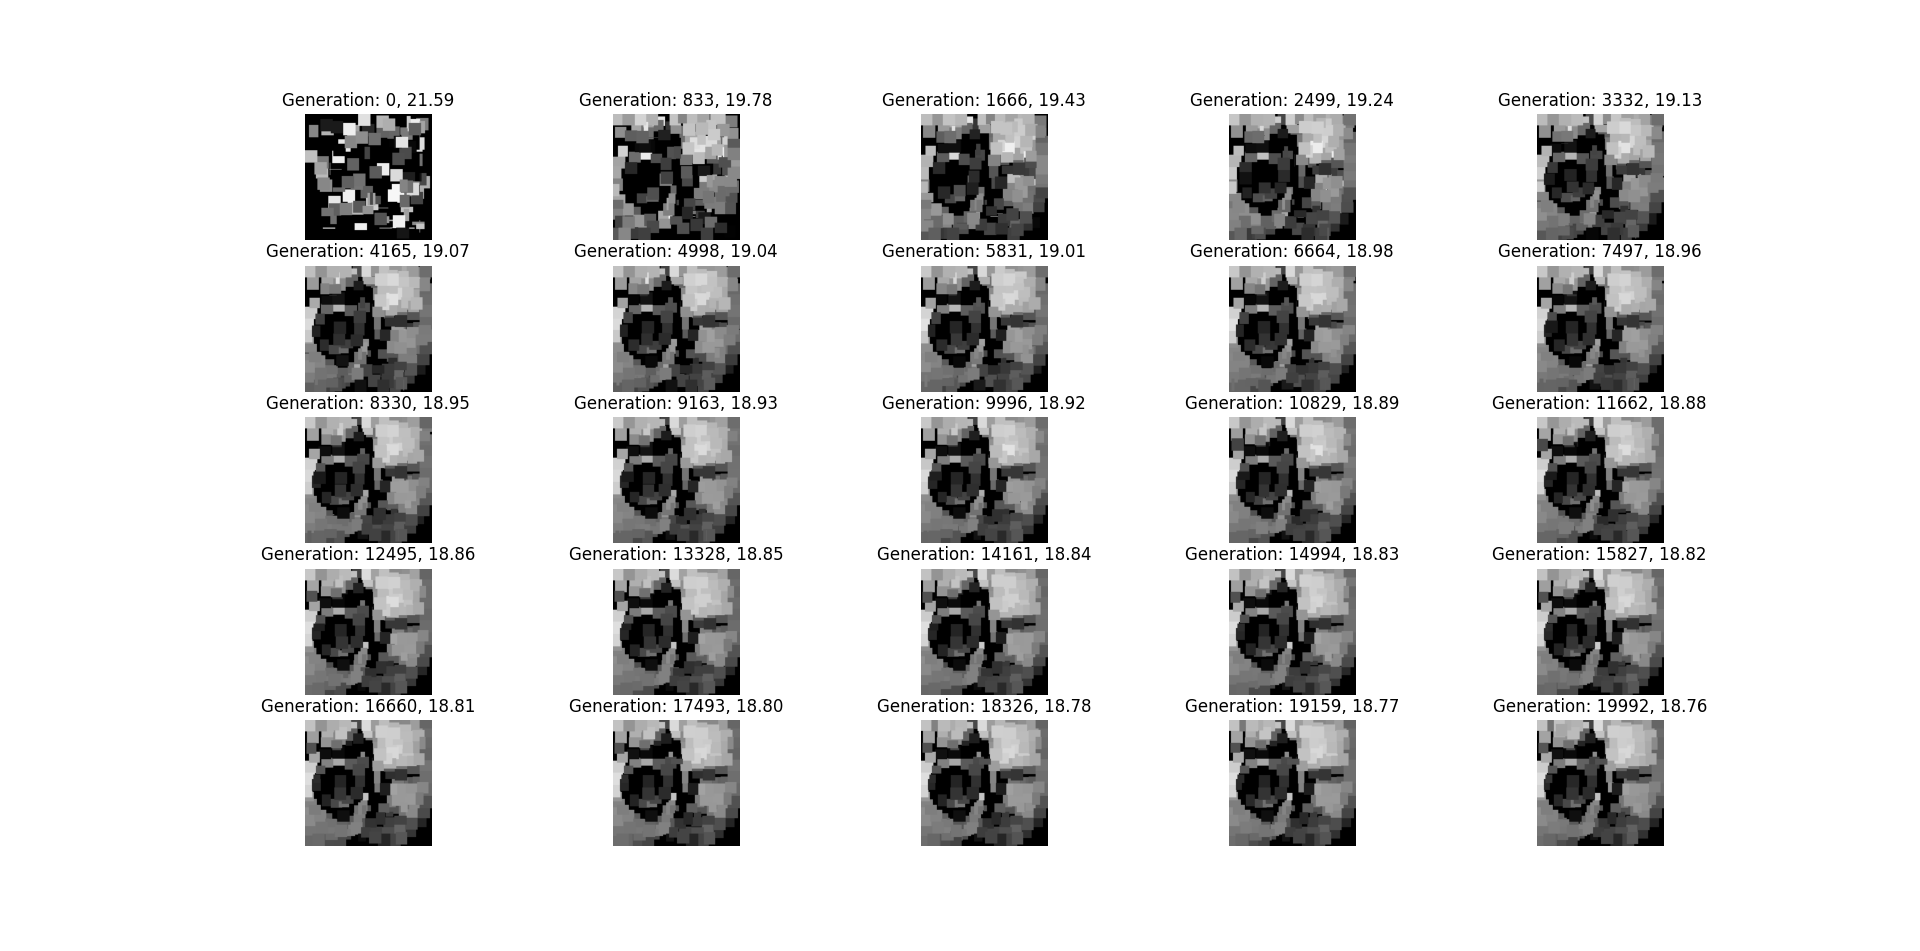 Generation: 0, 21.59
Generation: 833, 19.78
Generation: 1666, 19.43
Generation: 2499, 19.24
Generation: 3332, 19.13
Generation: 4165, 19.07
Generation: 4998, 19.04
Generation: 5831, 19.01
Generation: 6664, 18.98
Generation: 7497, 18.96
Generation: 8330, 18.95
Generation: 9163, 18.93
Generation: 9996, 18.92
Generation: 10829, 18.89
Generation: 11662, 18.88
Generation: 12495, 18.86
Generation: 13328, 18.85
Generation: 14161, 18.84
Generation: 14994, 18.83
Generation: 15827, 18.82
Generation: 16660, 18.81
Generation: 17493, 18.80
Generation: 18326, 18.78
Generation: 19159, 18.77
Generation: 19992, 18.76